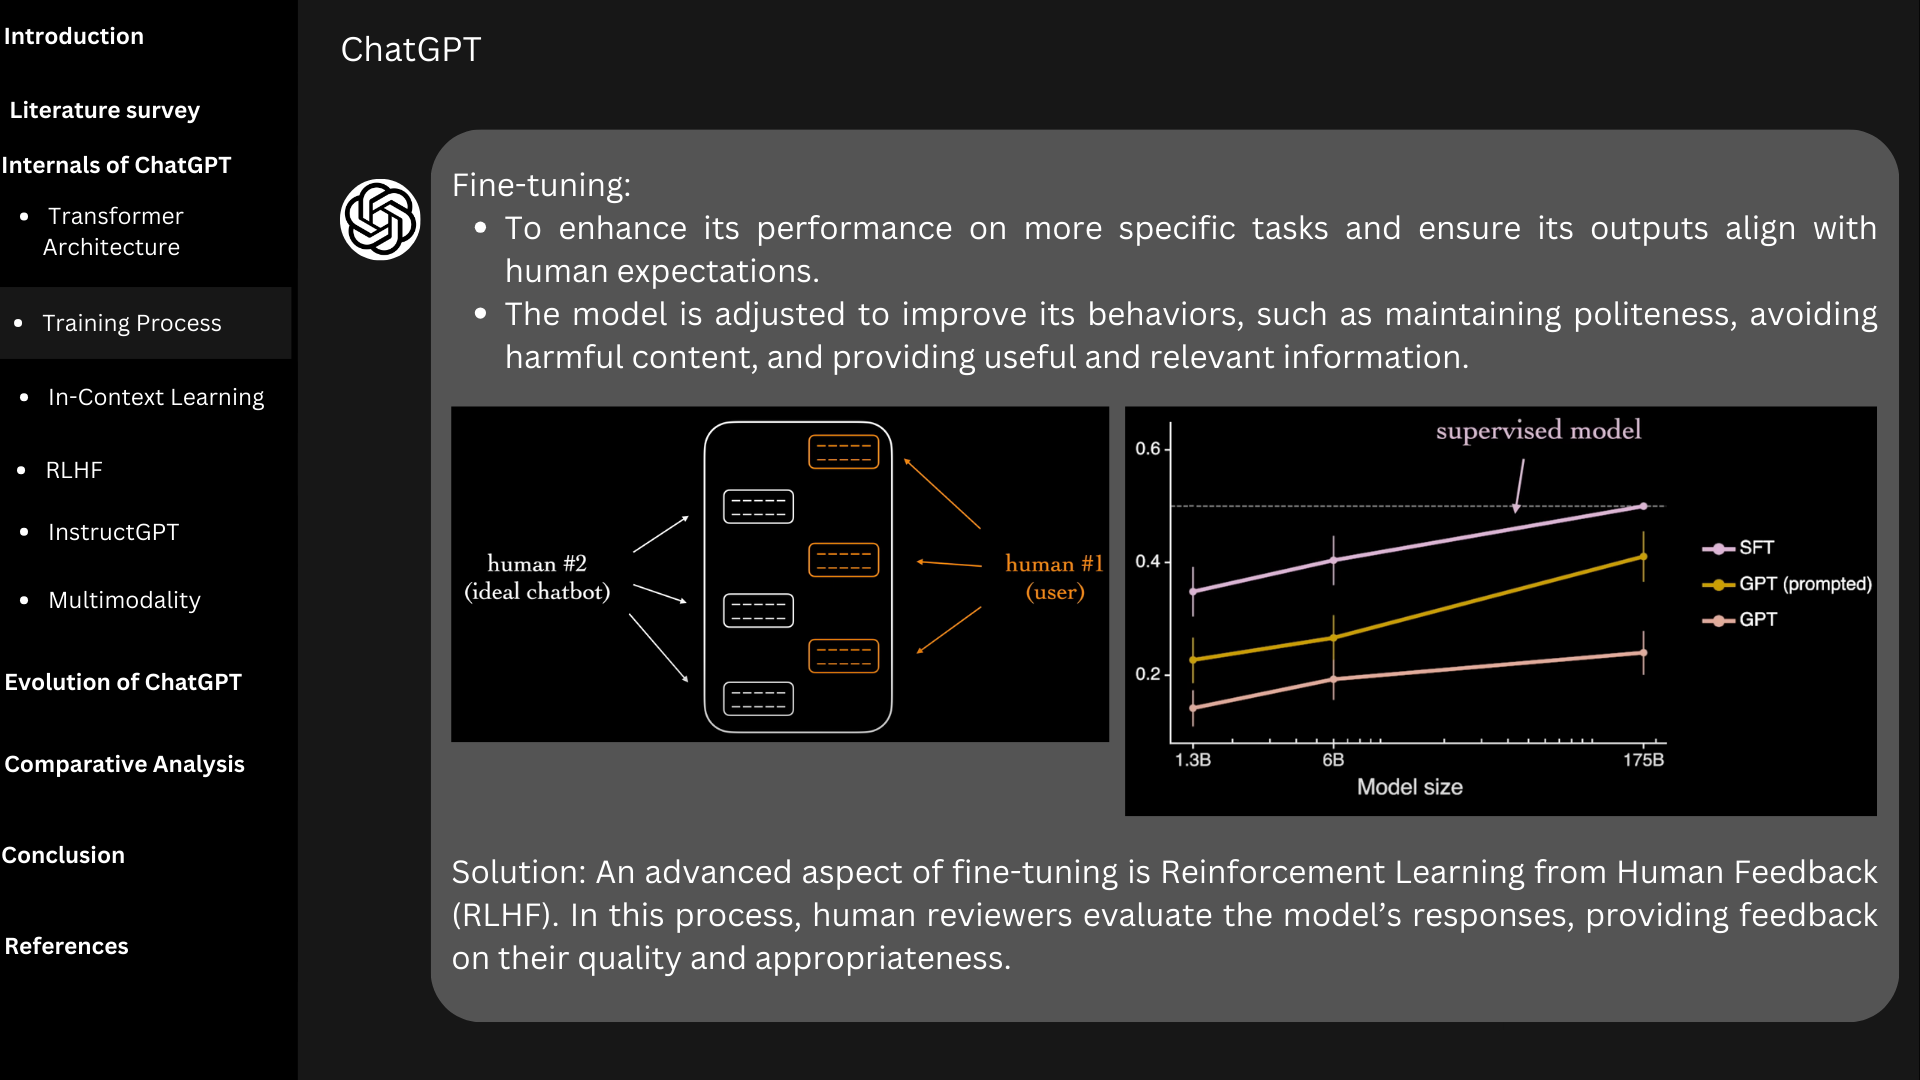 Introduction
Literature survey
Internals of ChatGPT
• Transformer
Architecture
• Training Process
• In-Context Learning
• RLHF
• InstructGPT
• Multimodality
Evolution of ChatGPT
Comparative Analysis
Conclusion
References
ChatGPT
Fine-tuning:
• To enhance its performance on more specific tasks and ensure its outputs align with
human expectations.
• The model is adjusted to improve its behaviors, such as maintaining politeness, avoiding
harmful content, and providing useful and relevant information.
human #2
(ideal chatbot)
human #1
(user)
supervised model
0.6
0.4
0.2
1.3B 6B 175B
Model size
SFT
GPT (prompted)
GPT
Solution: An advanced aspect of fine-tuning is Reinforcement Learning from Human Feedback
(RLHF). In this process, human reviewers evaluate the model’s responses, providing feedback
on their quality and appropriateness.